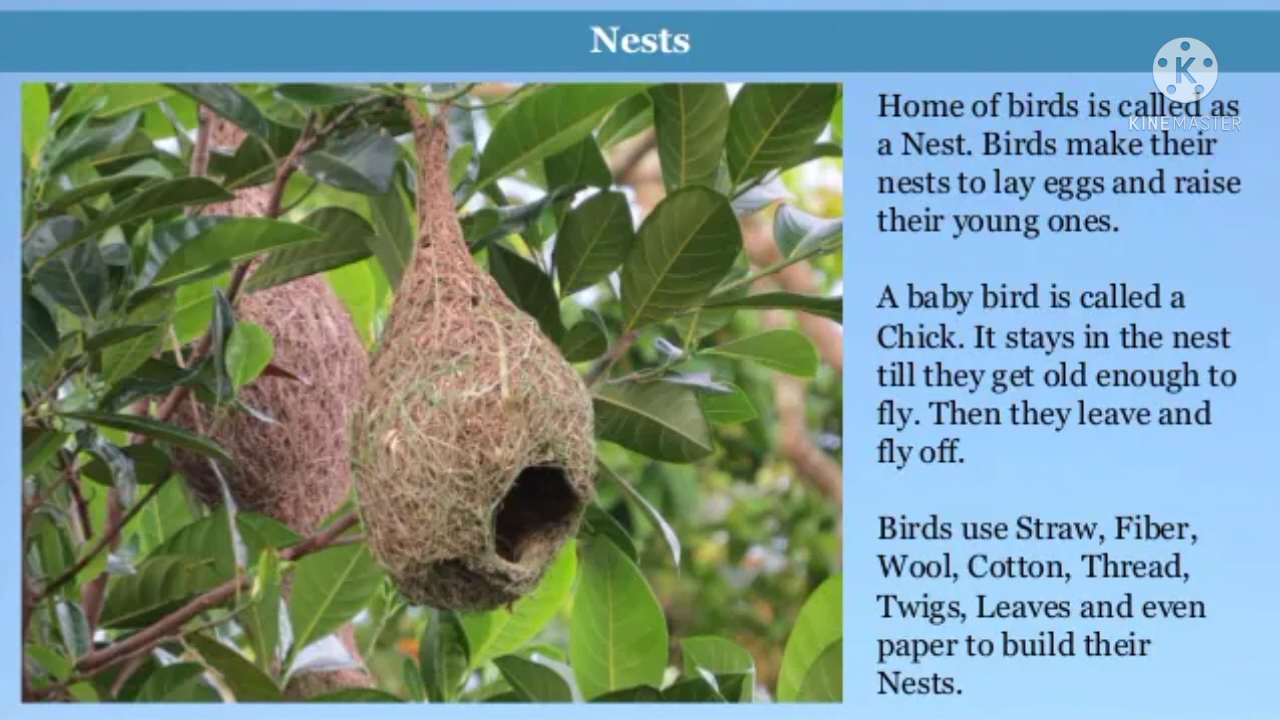 Nests
K
KINEMASTER
Home of birds is called as
a Nest. Birds make their
nests to lay eggs and raise
their young ones.
A baby bird is called a
Chick. It stays in the nest
till they get old enough to
fly. Then they leave and
fly off.
Birds use Straw, Fiber,
Wool, Cotton, Thread,
Twigs, Leaves and even
paper to build their
Nests.